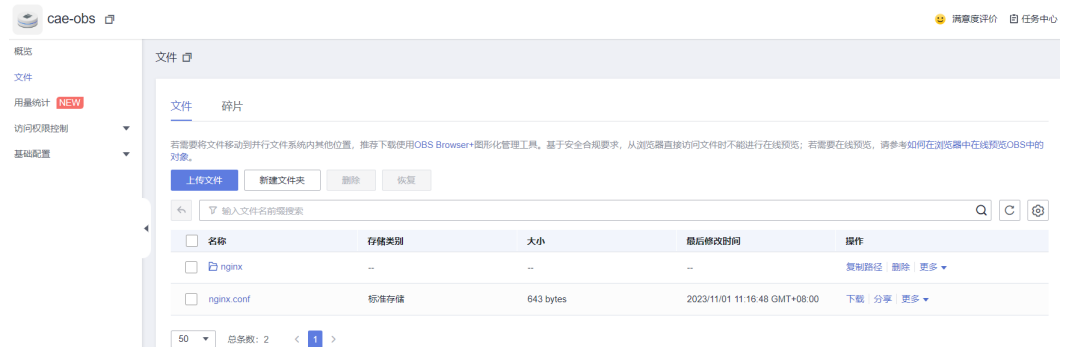 cae-obs
满意度评价 任务中心
概览
文件
用量统计 NEW
访问权限控制
基础配置
文件
文件 碎片
若需要将文件移动到并行文件系统内其他位置，推荐下载使用OBS Browser+图形化管理工具。基于安全合规要求，从浏览器直接访问文件时不能进行在线预览；若需要在线预览，请参考如何在浏览器中在线预览OBS中的
对象。
上传文件 新建文件夹 删除 恢复
输入文件名前缀搜索
名称 存储类别 大小 最后修改时间 操作
nginx -- -- -- 复制路径 删除 更多
nginx.conf 标准存储 643 bytes 2023/11/01 11:16:48 GMT+08:00 下载 分享 更多
50 总条数: 2 < 1 >